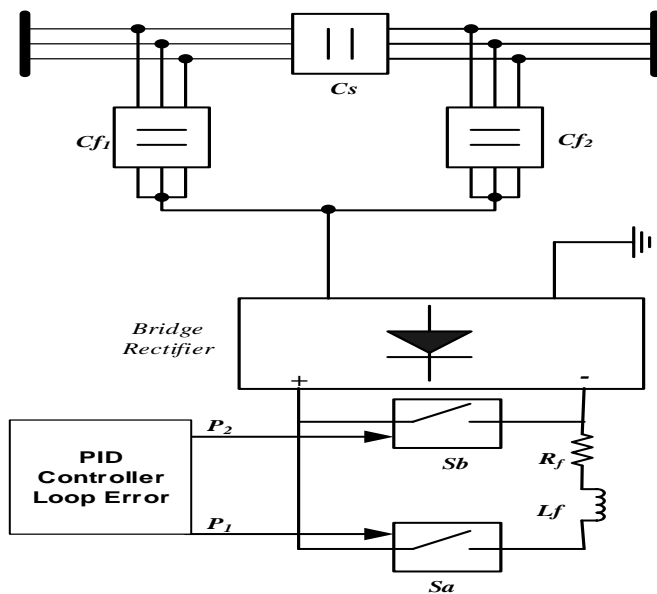 Cs
Cf1
Cf2
Bridge
Rectifier
+
-
P2
Sb
Rf
PID
Controller
Loop Error
Lf
P1
Sa